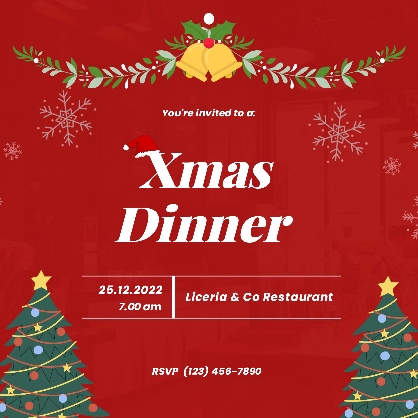 You're invited to a:
Xmas
Dinner
25.12.2022
7.00 am
Liceria & Co Restaurant
RSVP (123) 456-7890